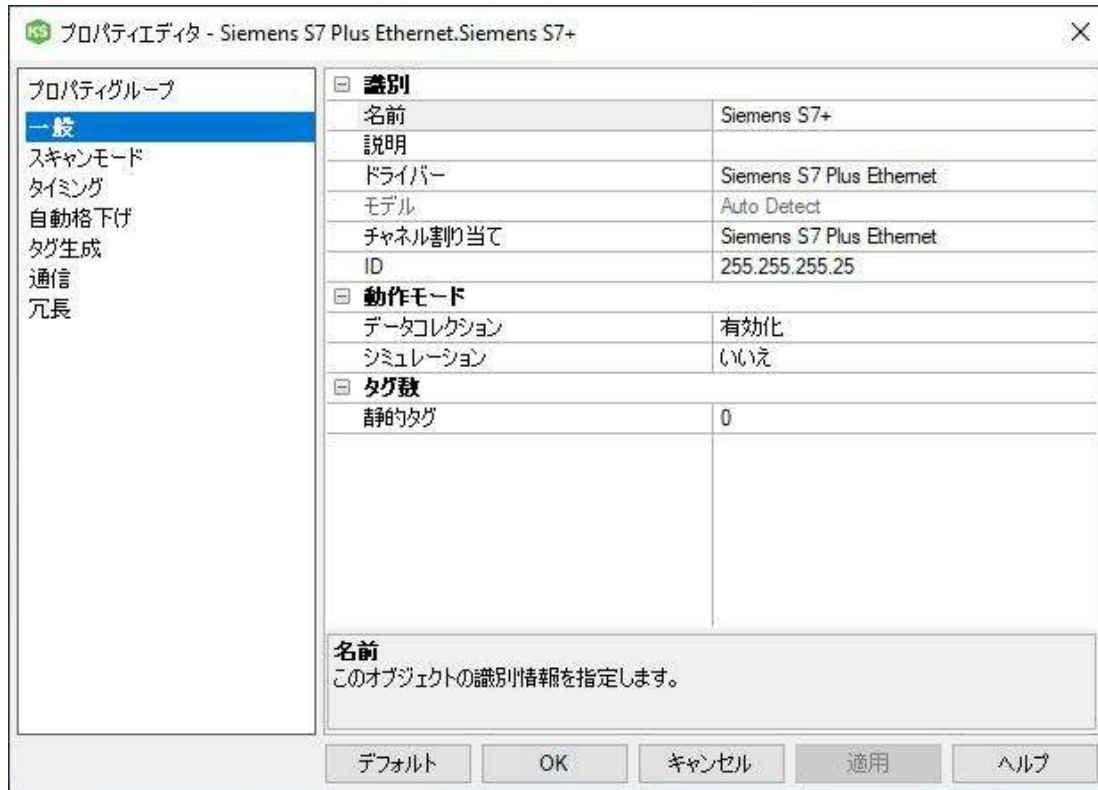 KS プロパティエディタ - Siemens S7 Plus Ethernet.Siemens S7+
プロパティグループ
一般
スキャンモード
タイミング
自動格下げ
タグ生成
通信
冗長
識別
名前 Siemens S7+
説明
ドライバー Siemens S7 Plus Ethernet
モデル Auto Detect
チャネル割り当て Siemens S7 Plus Ethernet
ID 255.255.255.25
動作モード
データコレクション 有効化
シミュレーション いいえ
タグ数
静的タグ 0
名前
このオブジェクトの識別情報を指定します。
デフォルト OK キャンセル 適用 ヘルプ